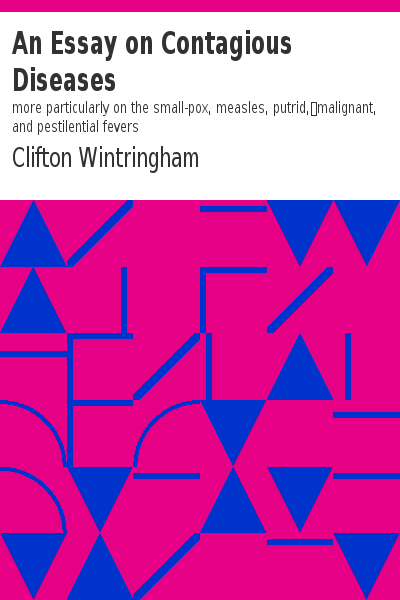 An Essay on Contagious
Diseases
more particularly on the small-pox, measles, putrid,▯malignant,
and pestilential fevers
Clifton Wintringham